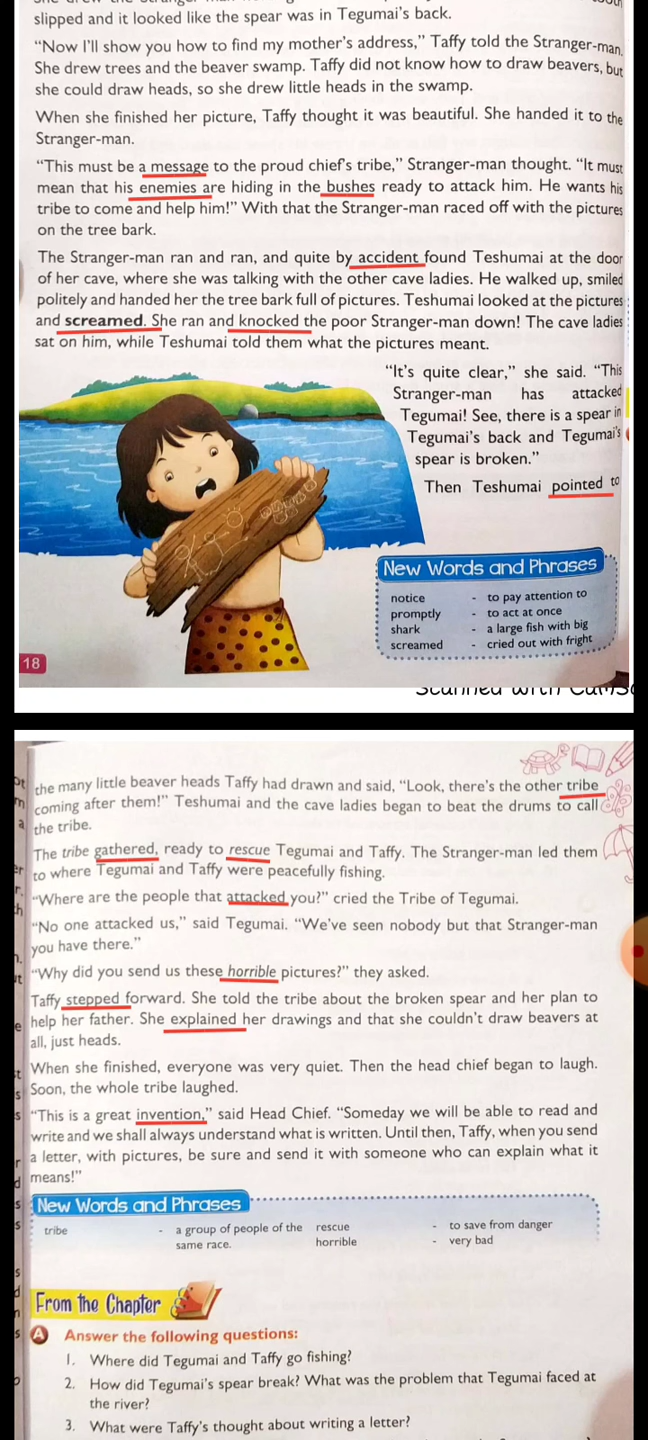 slipped and it looked like the spear was in Tegumai's back.
"Now I'll show you how to find my mother's address," Taffy told the Stranger-man.
She drew trees and the beaver swamp. Taffy did not know how to draw beavers, but
she could draw heads, so she drew little heads in the swamp.
When she finished her picture, Taffy thought it was beautiful. She handed it to the
Stranger-man.
"This must be a message to the proud chief's tribe," Stranger-man thought. "It must
mean that his enemies are hiding in the bushes ready to attack him. He wants his
tribe to come and help him!" With that the Stranger-man raced off with the pictures
on the tree bark.
The Stranger-man ran and ran, and quite by accident found Teshumai at the door
of her cave, where she was talking with the other cave ladies. He walked up, smiled
politely and handed her the tree bark full of pictures. Teshumai looked at the pictures
and screamed. She ran and knocked the poor Stranger-man down! The cave ladies
sat on him, while Teshumai told them what the pictures meant.
"It's quite clear," she said. "This
Stranger-man has attacked
Tegumai! See, there is a spear in
Tegumai's back and Tegumai's
spear is broken."
Then Teshumai pointed to
New Words and Phrases
notice - to pay attention to
promptly - to act at once
shark - a large fish with big
screamed - cried out with fright
18
Scanned with
the many little beaver heads Taffy had drawn and said, "Look, there's the other tribe
coming after them!" Teshumai and the cave ladies began to beat the drums to call
the tribe.
The tribe gathered, ready to rescue Tegumai and Taffy. The Stranger-man led them
to where Tegumai and Taffy were peacefully fishing.
"Where are the people that attacked you?" cried the Tribe of Tegumai.
"No one attacked us," said Tegumai. "We've seen nobody but that Stranger-man
you have there."
"Why did you send us these horrible pictures?" they asked.
Taffy stepped forward. She told the tribe about the broken spear and her plan to
help her father. She explained her drawings and that she couldn't draw beavers at
all, just heads.
When she finished, everyone was very quiet. Then the head chief began to laugh.
Soon, the whole tribe laughed.
"This is a great invention," said Head Chief. "Someday we will be able to read and
write and we shall always understand what is written. Until then, Taffy, when you send
a letter, with pictures, be sure and send it with someone who can explain what it
means!"
New Words and Phrases
tribe - a group of people of the rescue - to save from danger
same race. horrible - very bad
From the Chapter
A Answer the following questions:
1. Where did Tegumai and Taffy go fishing?
2. How did Tegumai's spear break? What was the problem that Tegumai faced at
the river?
3. What were Taffy's thought about writing a letter?